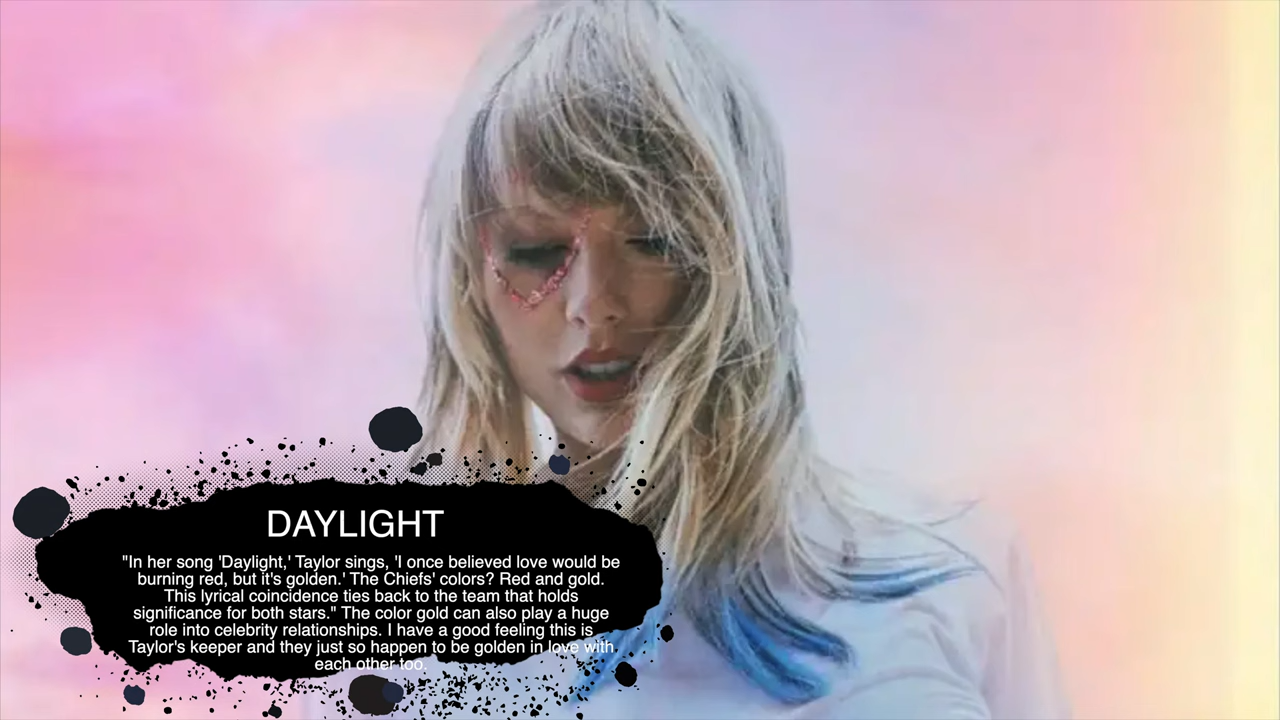 DAYLIGHT
"In her song 'Daylight,' Taylor sings, 'I once believed love would be
burning red, but it's golden.' The Chiefs' colors? Red and gold.
This lyrical coincidence ties back to the team that holds
significance for both stars." The color gold can also play a huge
role into celebrity relationships. I have a good feeling this is
Taylor's keeper and they just so happen to be golden in love with
each other too.